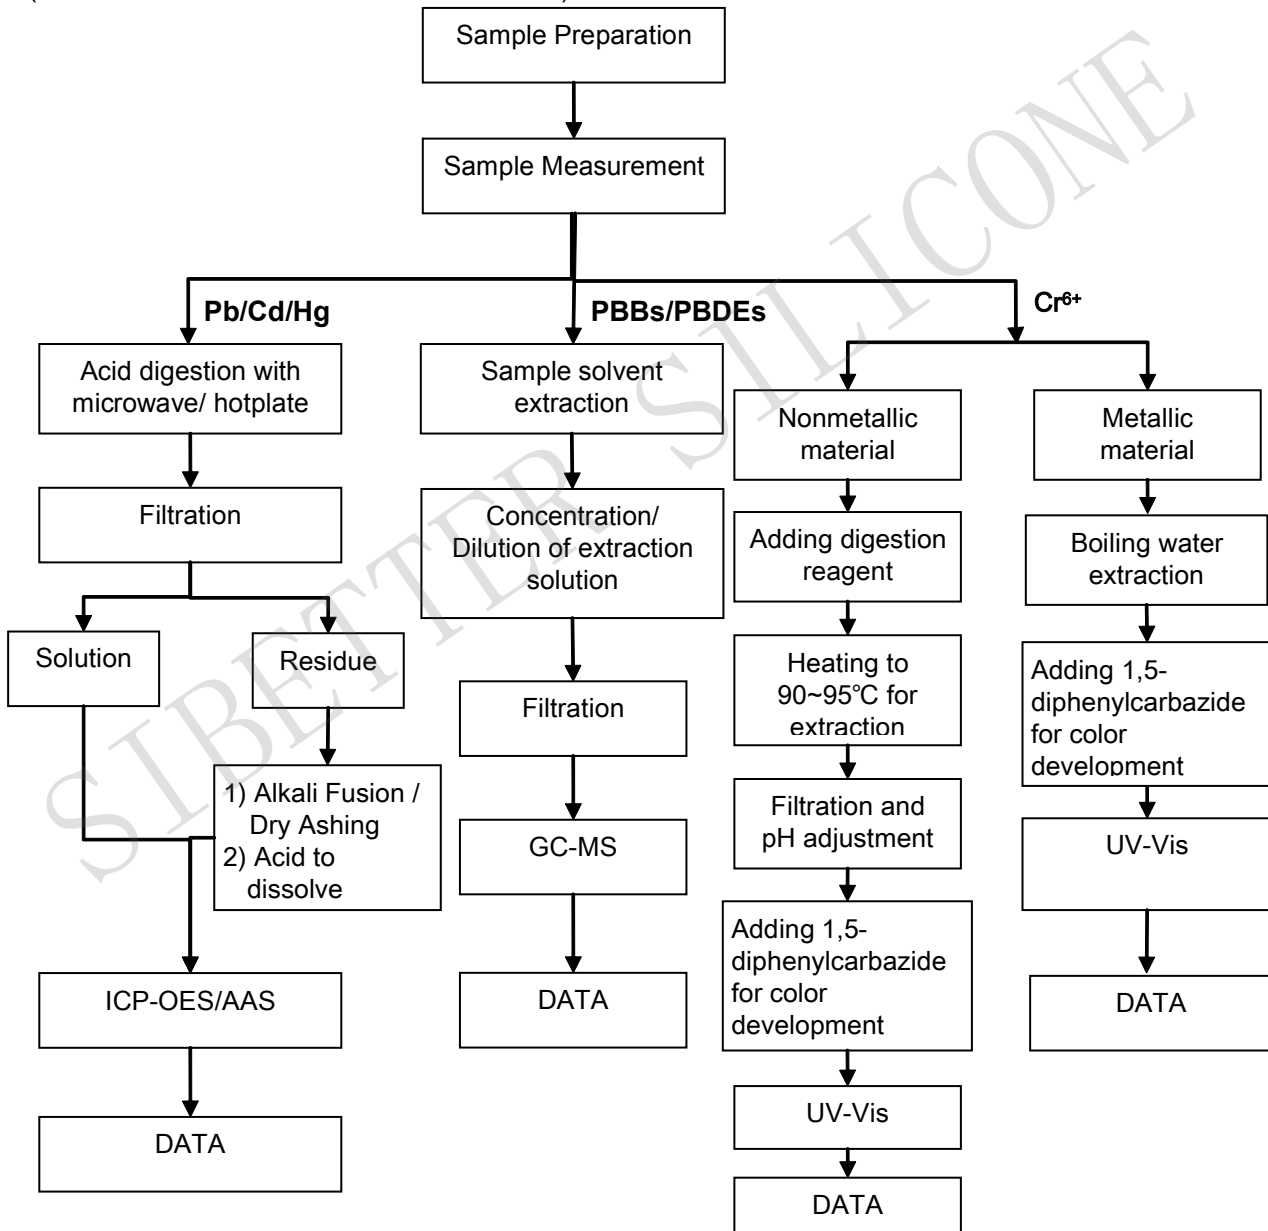 Sample Preparation
Sample Measurement
Pb/Cd/Hg
PBBs/PBDEs
Cr⁶⁺
Acid digestion with
microwave/ hotplate
Filtration
Solution
Residue
1) Alkali Fusion /
Dry Ashing
2) Acid to
dissolve
ICP-OES/AAS
DATA
Sample solvent
extraction
Concentration/
Dilution of extraction
solution
Filtration
GC-MS
DATA
Nonmetallic
material
Adding digestion
reagent
Heating to
90~95℃ for
extraction
Filtration and
pH adjustment
Adding 1,5-
diphenylcarbazide
for color
development
UV-Vis
DATA
Metallic
material
Boiling water
extraction
Adding 1,5-
diphenylcarbazide
for color
development
UV-Vis
DATA
SIBETTER SILICONE